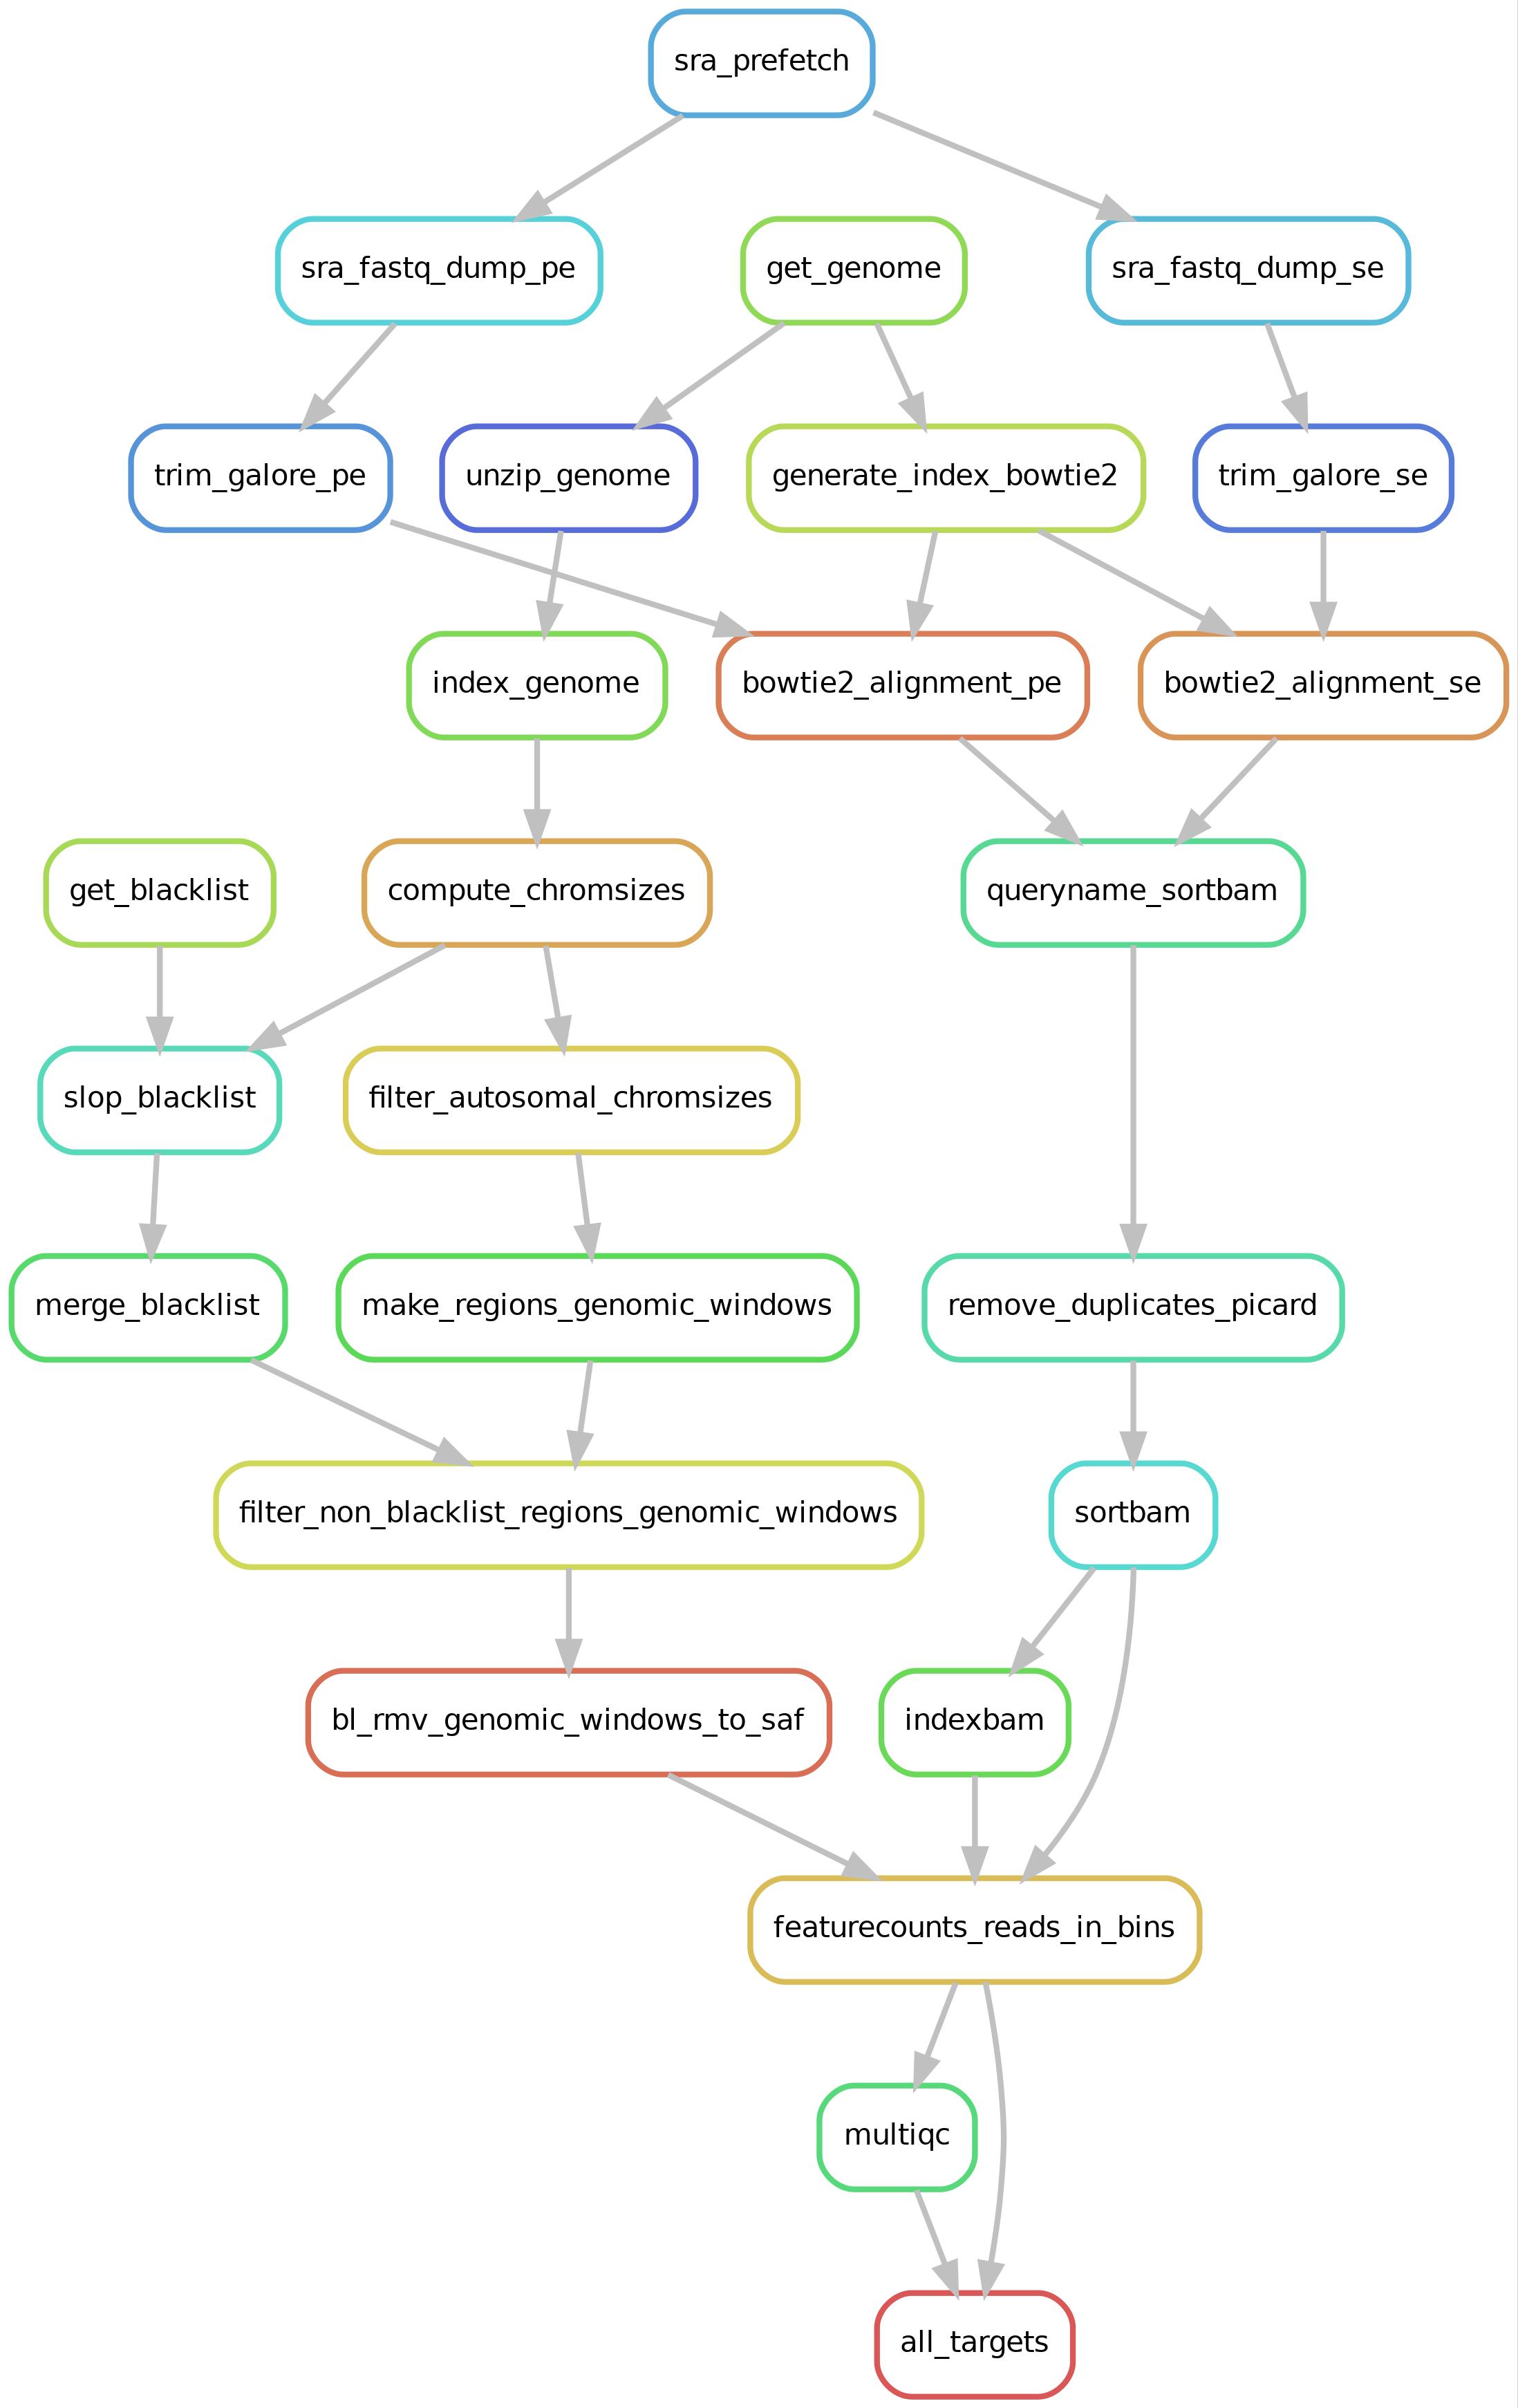 sra_prefetch
sra_fastq_dump_pe
get_genome
sra_fastq_dump_se
trim_galore_pe
unzip_genome
generate_index_bowtie2
trim_galore_se
index_genome
bowtie2_alignment_pe
bowtie2_alignment_se
get_blacklist
compute_chromsizes
queryname_sortbam
slop_blacklist
filter_autosomal_chromsizes
merge_blacklist
make_regions_genomic_windows
remove_duplicates_picard
filter_non_blacklist_regions_genomic_windows
sortbam
bl_rmv_genomic_windows_to_saf
indexbam
featurecounts_reads_in_bins
multiqc
all_targets